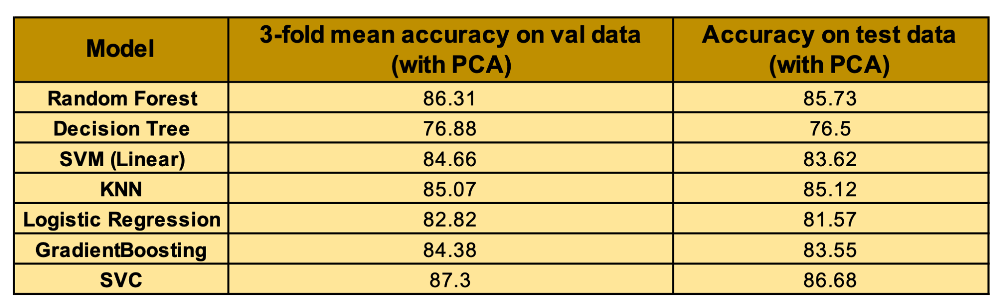 Model
3-fold mean accuracy on val data
(with PCA)
Accuracy on test data
(with PCA)
Random Forest 86.31 85.73
Decision Tree 76.88 76.5
SVM (Linear) 84.66 83.62
KNN 85.07 85.12
Logistic Regression 82.82 81.57
GradientBoosting 84.38 83.55
SVC 87.3 86.68